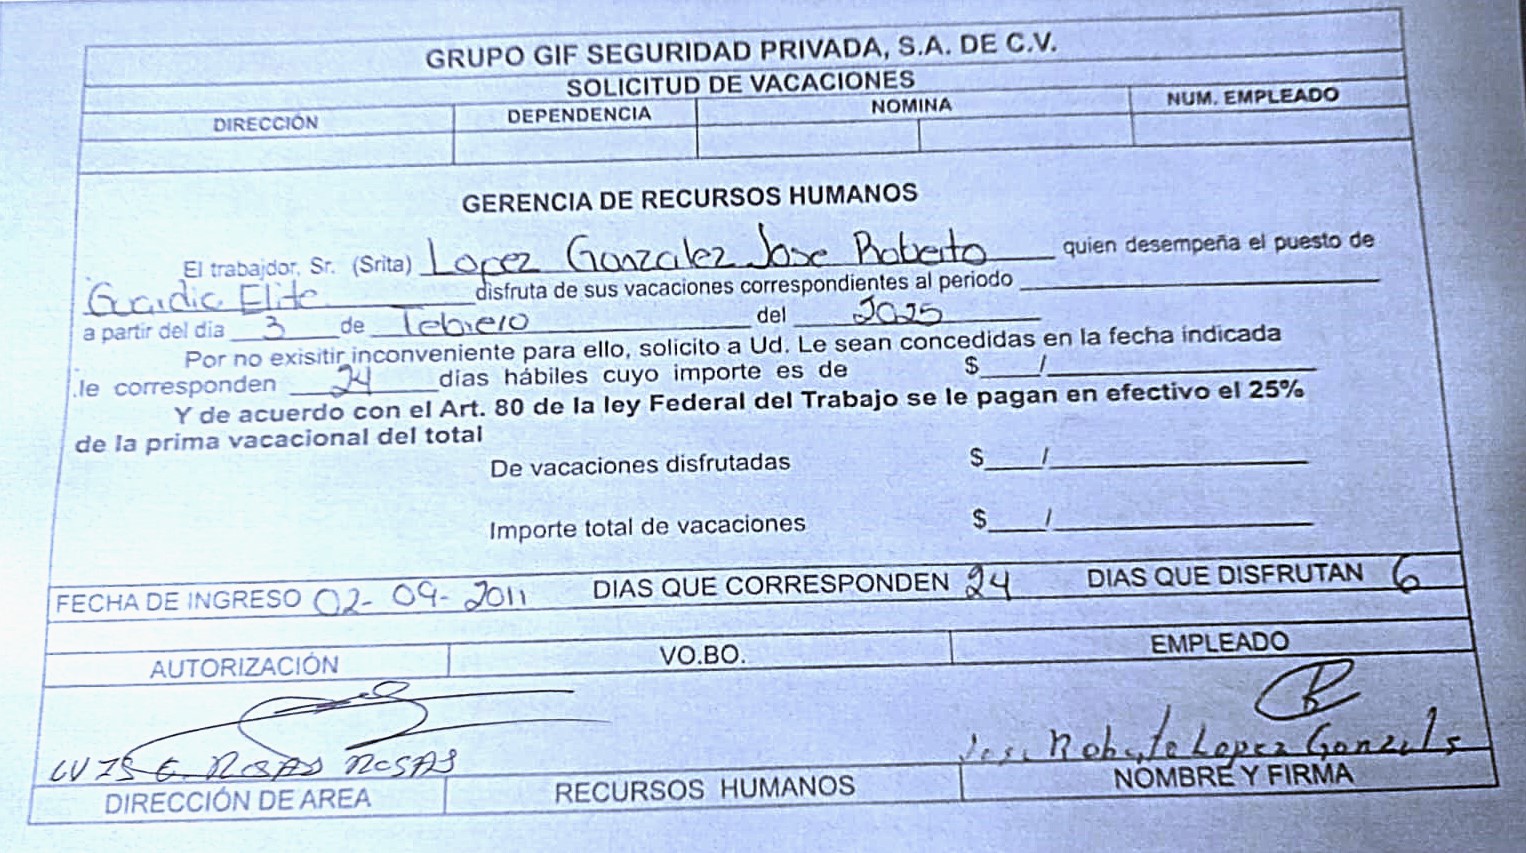 GRUPO GIF SEGURIDAD PRIVADA, S.A. DE C.V.
SOLICITUD DE VACACIONES
DIRECCIÓN DEPENDENCIA NOMINA NUM. EMPLEADO
GERENCIA DE RECURSOS HUMANOS
El trabajdor, Sr. (Srita) Lopez Gonzalez Jose Roberto quien desempeña el puesto de
Guardia Elite disfruta de sus vacaciones correspondientes al periodo
a partir del día 3 de febrero del 2025
Por no exisitir inconveniente para ello, solicito a Ud. Le sean concedidas en la fecha indicada
.le corresponden 24 días hábiles cuyo importe es de $ /
Y de acuerdo con el Art. 80 de la ley Federal del Trabajo se le pagan en efectivo el 25%
de la prima vacacional del total
De vacaciones disfrutadas $ /
Importe total de vacaciones $ /
FECHA DE INGRESO 02-09-2011 DIAS QUE CORRESPONDEN 24 DIAS QUE DISFRUTAN 6
AUTORIZACIÓN VO.BO. EMPLEADO
LUIS G. ROSAS ROSAS Jose Roberto Lopez Gonzals
DIRECCIÓN DE AREA RECURSOS HUMANOS NOMBRE Y FIRMA